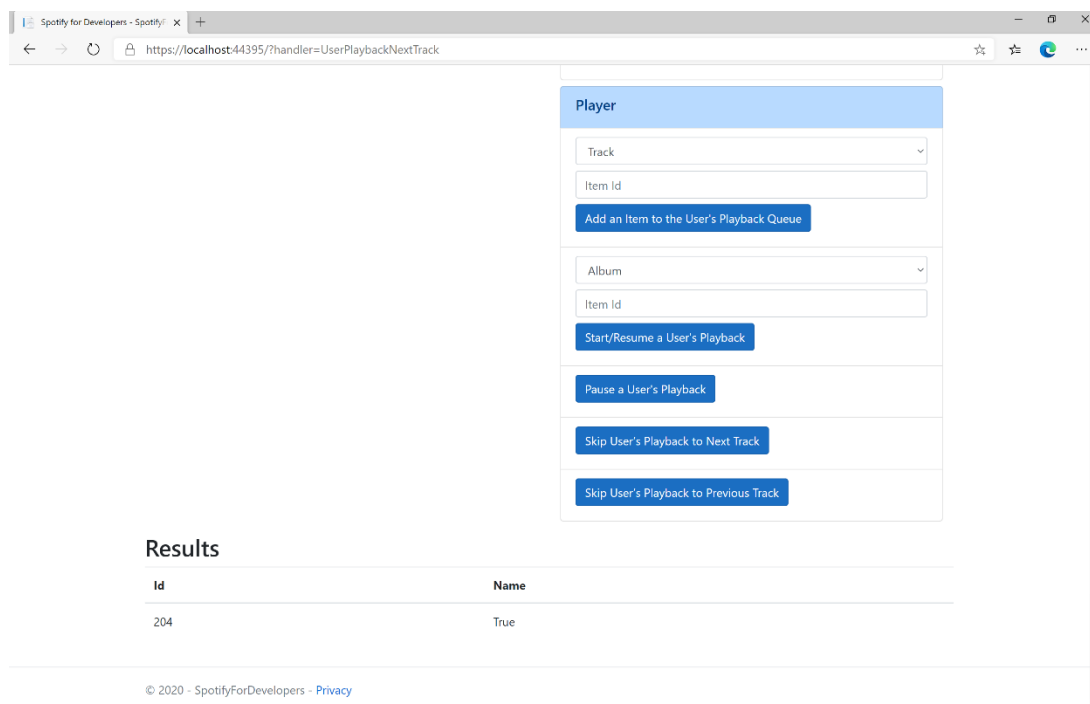 Spotify for Developers - Spotify
https://localhost:44395/?handler=UserPlaybackNextTrack
Player
Track
Item Id
Add an Item to the User's Playback Queue
Album
Item Id
Start/Resume a User's Playback
Pause a User's Playback
Skip User's Playback to Next Track
Skip User's Playback to Previous Track
Results
Id Name
204 True
© 2020 - SpotifyForDevelopers - Privacy